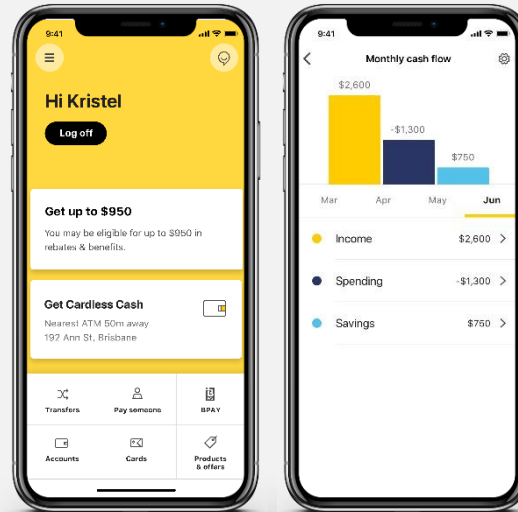 9:41
Hi Kristel
Log off
Get up to $950
You may be eligible for up to $950 in
rebates & benefits.
Get Cardless Cash
Nearest ATM 50m away
192 Ann St, Brisbane
Transfers
Pay someone
BPAY
Accounts
Cards
Products
& offers
9:41
Monthly cash flow
$2,600
-$1,300
$750
Mar Apr May Jun
Income $2,600
Spending -$1,300
Savings $750